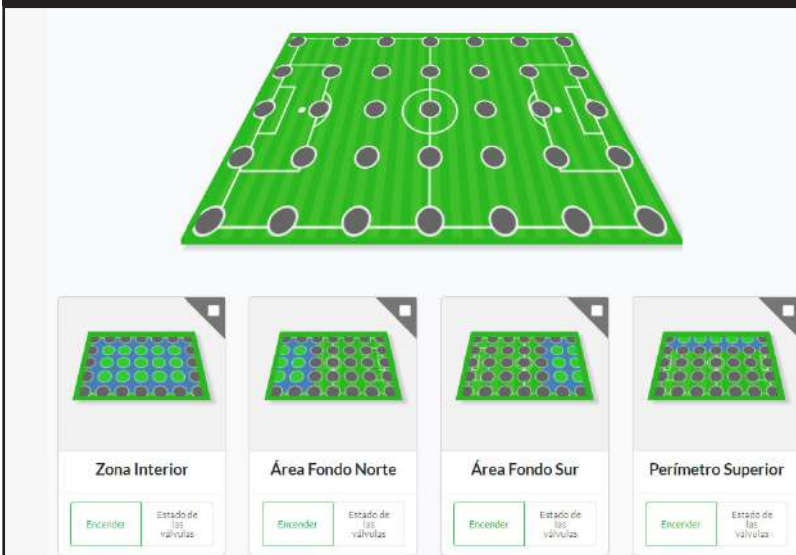 Zona Interior
Área Fondo Norte
Área Fondo Sur
Perímetro Superior
Encender
Estado de
las
válvulas
Encender
Estado de
las
válvulas
Encender
Estado de
las
válvulas
Encender
Estado de
las
válvulas